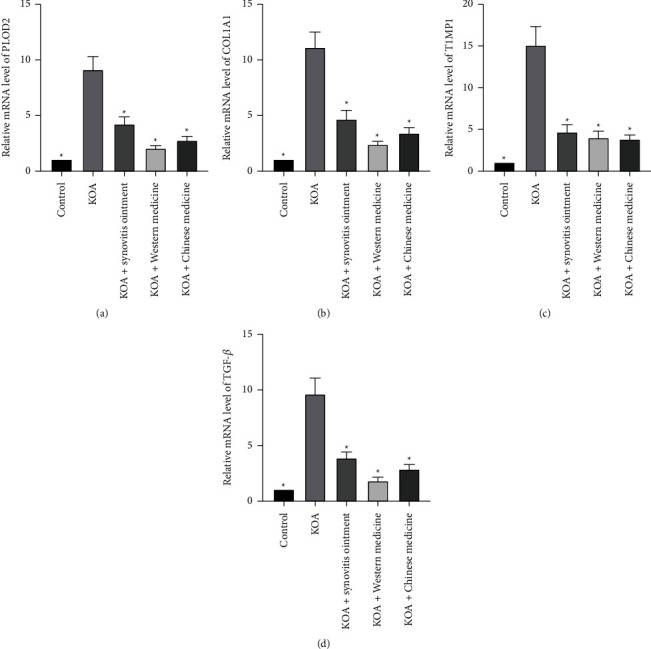 Relative mRNA level of PLOD2
15
10
5
0
*
*
*
*
Control
KOA
KOA + synovitis ointment
KOA + Western medicine
KOA + Chinese medicine
(a)
Relative mRNA level of COL1A1
15
10
5
0
*
*
*
*
Control
KOA
KOA + synovitis ointment
KOA + Western medicine
KOA + Chinese medicine
(b)
Relative mRNA level of T1MP1
20
15
10
5
0
*
*
*
*
Control
KOA
KOA + synovitis ointment
KOA + Western medicine
KOA + Chinese medicine
(c)
Relative mRNA level of TGF-β
15
10
5
0
*
*
*
*
Control
KOA
KOA + synovitis ointment
KOA + Western medicine
KOA + Chinese medicine
(d)